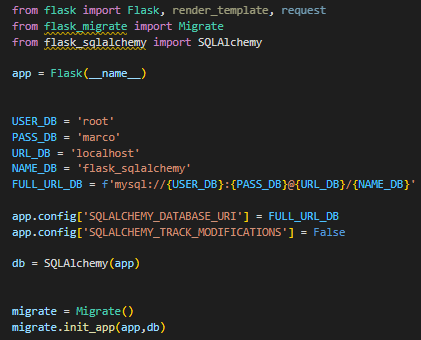 from flask import Flask, render_template, request
from flask_migrate import Migrate
from flask_sqlalchemy import SQLAlchemy
app = Flask(__name__)
USER_DB = 'root'
PASS_DB = 'marco'
URL_DB = 'localhost'
NAME_DB = 'flask_sqlalchemy'
FULL_URL_DB = f'mysql://{USER_DB}:{PASS_DB}@{URL_DB}/{NAME_DB}'
app.config['SQLALCHEMY_DATABASE_URI'] = FULL_URL_DB
app.config['SQLALCHEMY_TRACK_MODIFICATIONS'] = False
db = SQLAlchemy(app)
migrate = Migrate()
migrate.init_app(app,db)